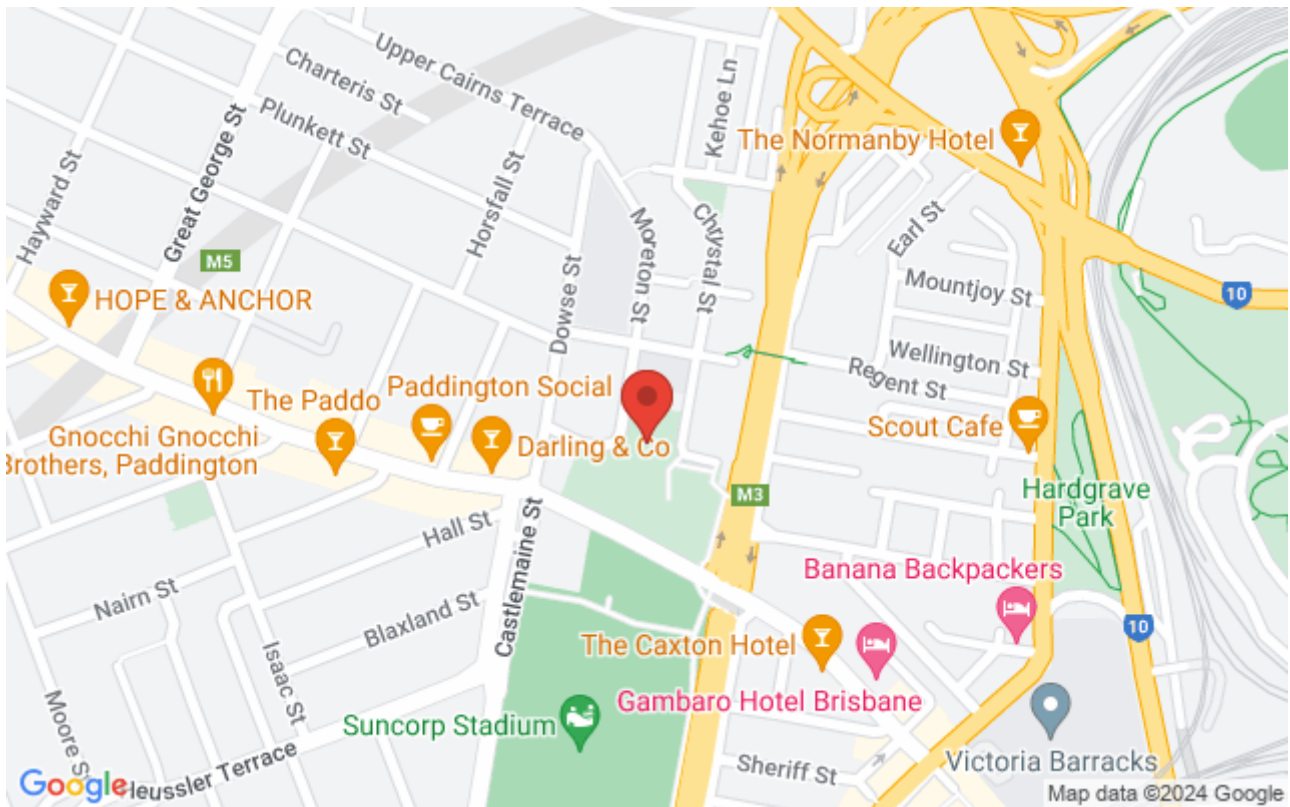 Upper Cairns Terrace
Charteris St
Plunkett St
Kehoe Ln
The Normanby Hotel
Great George St
Hayward St
Horsfall St
Moreton St
Chrystal St
Earl St
M5
Dowse St
Mountjoy St
10
HOPE & ANCHOR
Wellington St
Regent St
Paddington Social
The Paddo
Scout Cafe
Gnocchi Gnocchi
Brothers, Paddington
Darling & Co
M3
Hardgrave
Park
Hall St
Castlemaine St
Banana Backpackers
Nairn St
Blaxland St
10
The Caxton Hotel
Isaac St
Gambaro Hotel Brisbane
Moore St
Suncorp Stadium
Heussler Terrace
Sheriff St
Victoria Barracks
Google
Map data ©2024 Google